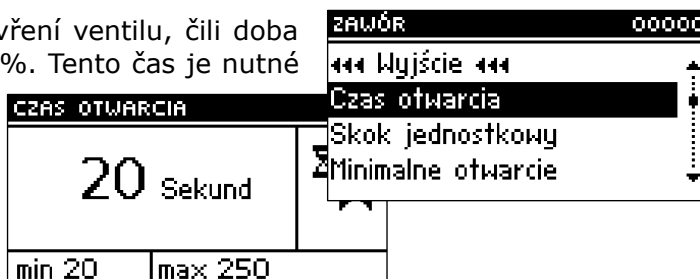 vření ventilu, čili doba
%. Tento čas je nutné
ZAWÓR 00000
Wyjście
Czas otwarcia
Skok jednostkowy
Minimalne otwarcie
CZAS OTWARCIA
20 Sekund
min 20 max 250